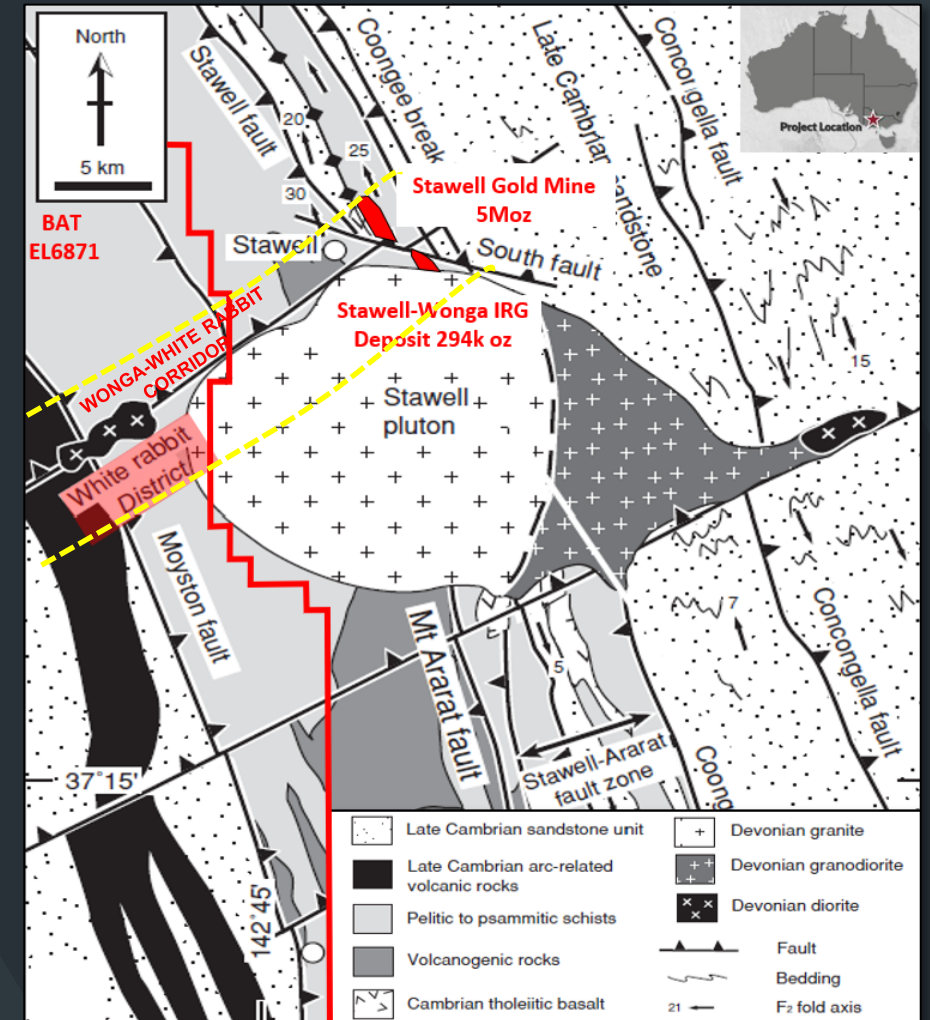 North
5 km
BAT
EL6871
Stawell fault
Coongee break
Late Cambrian sandstone
Concongella fault
Project Location
20
25
30
Stawell Gold Mine
5Moz
Stawell
South fault
Stawell-Wonga IRG
Deposit 294k oz
WONGA-WHITE RABBIT
CORRIDOR
15
Stawell
pluton
White rabbit
District
Moyston fault
Mt Ararat fault
7
5
Concongella fault
Stawell-Ararat
fault zone
Coong
37°15'
142°45'
Late Cambrian sandstone unit
Late Cambrian arc-related
volcanic rocks
Pelitic to psammitic schists
Volcanogenic rocks
Cambrian tholeiitic basalt
Devonian granite
Devonian granodiorite
Devonian diorite
Fault
Bedding
21
F2 fold axis